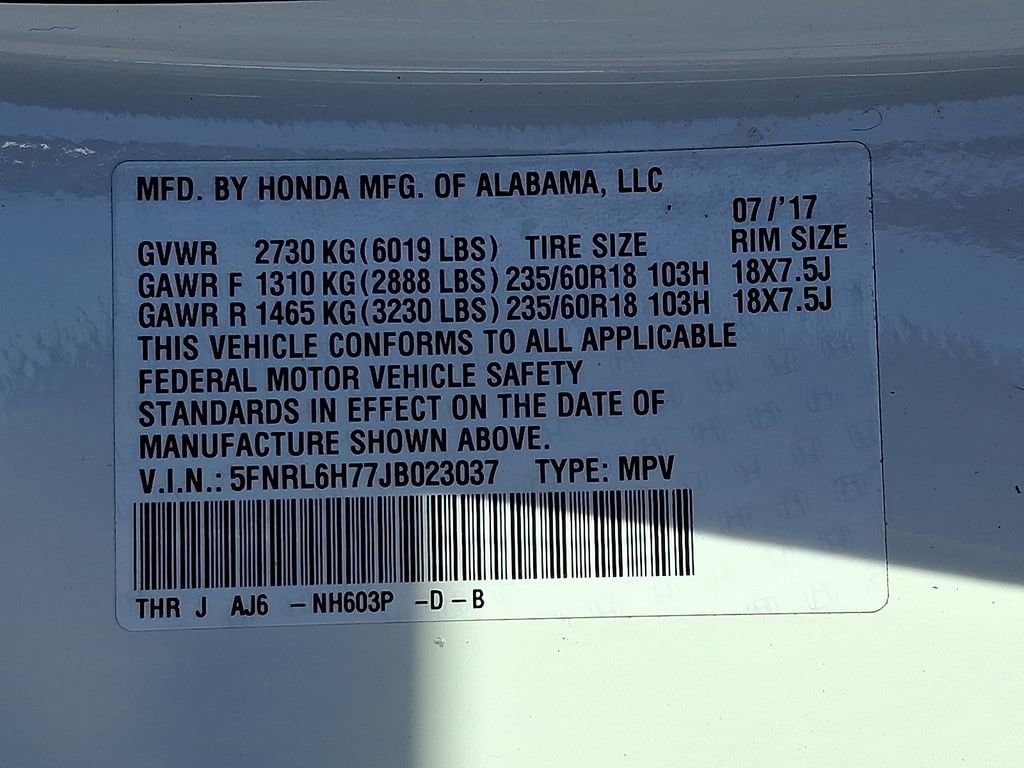 MFD. BY HONDA MFG. OF ALABAMA, LLC
07/'17
GVWR 2730 KG (6019 LBS) TIRE SIZE RIM SIZE
GAWR F 1310 KG (2888 LBS) 235/60R18 103H 18X7.5J
GAWR R 1465 KG (3230 LBS) 235/60R18 103H 18X7.5J
THIS VEHICLE CONFORMS TO ALL APPLICABLE
FEDERAL MOTOR VEHICLE SAFETY
STANDARDS IN EFFECT ON THE DATE OF
MANUFACTURE SHOWN ABOVE.
V.I.N.: 5FNRL6H77JB023037 TYPE: MPV
THR J AJ6 -NH603P -D-B